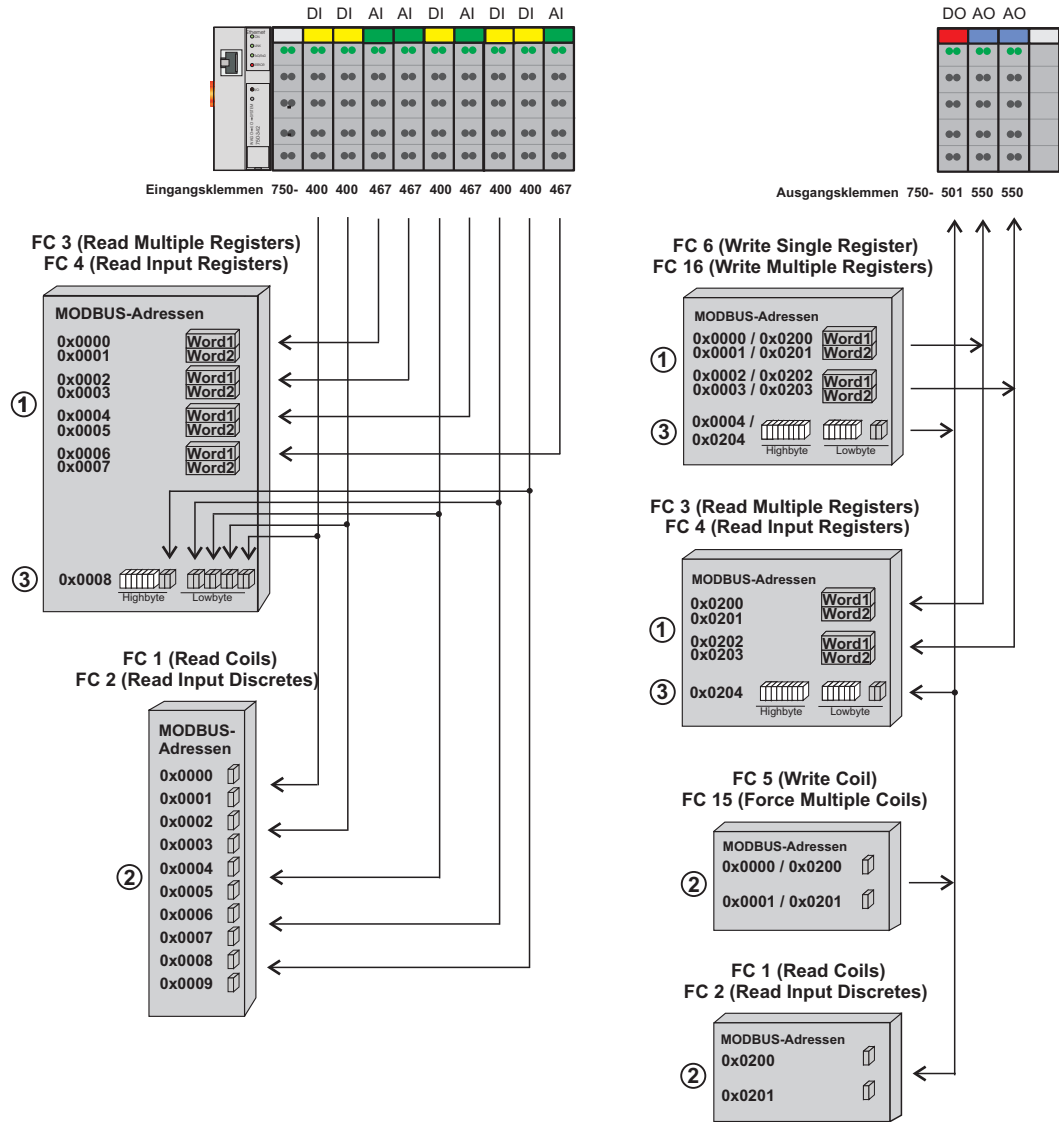 DI DI AI AI DI AI DI DI AI
Ethernet
ON
LINK
TxD/RxD
ERROR
I/O
750-842
Eingangsklemmen 750- 400 400 467 467 400 467 400 400 467
FC 3 (Read Multiple Registers)
FC 4 (Read Input Registers)
MODBUS-Adressen
1
0x0000 Word1
0x0001 Word2
0x0002 Word1
0x0003 Word2
0x0004 Word1
0x0005 Word2
0x0006 Word1
0x0007 Word2
3 0x0008
Highbyte Lowbyte
FC 1 (Read Coils)
FC 2 (Read Input Discretes)
MODBUS-
Adressen
2
0x0000
0x0001
0x0002
0x0003
0x0004
0x0005
0x0006
0x0007
0x0008
0x0009
DO AO AO
Ausgangsklemmen 750- 501 550 550
FC 6 (Write Single Register)
FC 16 (Write Multiple Registers)
MODBUS-Adressen
1
0x0000 / 0x0200 Word1
0x0001 / 0x0201 Word2
0x0002 / 0x0202 Word1
0x0003 / 0x0203 Word2
3 0x0004 /
0x0204
Highbyte Lowbyte
FC 3 (Read Multiple Registers)
FC 4 (Read Input Registers)
MODBUS-Adressen
1
0x0200 Word1
0x0201 Word2
0x0202 Word1
0x0203 Word2
3 0x0204
Highbyte Lowbyte
FC 5 (Write Coil)
FC 15 (Force Multiple Coils)
MODBUS-Adressen
2
0x0000 / 0x0200
0x0001 / 0x0201
FC 1 (Read Coils)
FC 2 (Read Input Discretes)
MODBUS-Adressen
2
0x0200
0x0201